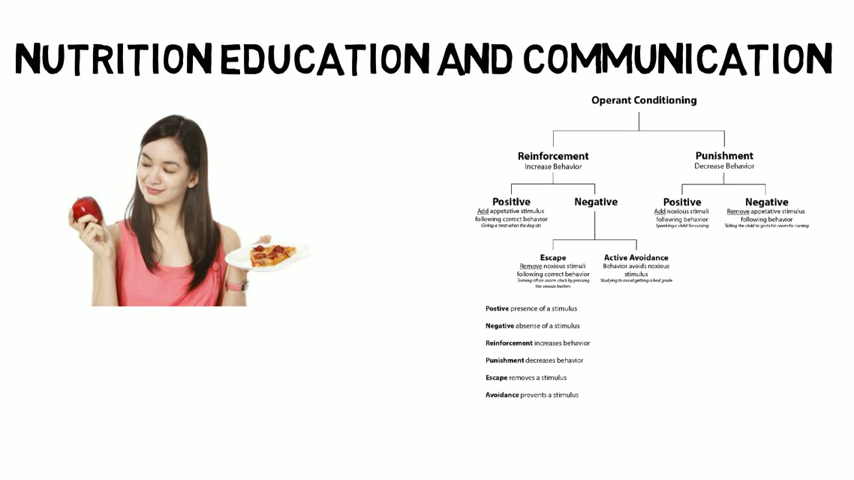 NUTRITION EDUCATION AND COMMUNICATION
Operant Conditioning
Reinforcement
Increase Behavior
Punishment
Decrease Behavior
Positive
Add appetative stimulus
following correct behavior
Giving a treat when the dog sits
Negative
Positive
Add noxious stimuli
following behavior
Spanking a child for cursing
Negative
Remove appetative stimulus
following behavior
Telling the child to go to his room for cursing
Escape
Remove noxious stimuli
following correct behavior
Turning off an alarm clock by pressing
the snooze button
Active Avoidance
Behavior avoids noxious
stimulus
Studying to avoid getting a bad grade
Postive presence of a stimulus
Negative absense of a stimulus
Reinforcement increases behavior
Punishment decreases behavior
Escape removes a stimulus
Avoidance prevents a stimulus